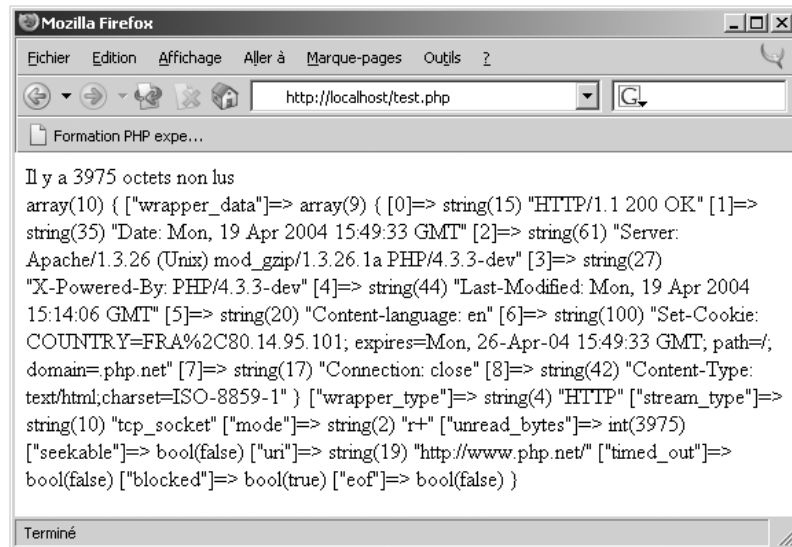 Mozilla Firefox
Fichier Edition Affichage Aller à Marque-pages Outils ?
http://localhost/test.php G
Formation PHP expe...
Il y a 3975 octets non lus
array(10) { ["wrapper_data"]=> array(9) { [0]=> string(15) "HTTP/1.1 200 OK" [1]=>
string(35) "Date: Mon, 19 Apr 2004 15:49:33 GMT" [2]=> string(61) "Server:
Apache/1.3.26 (Unix) mod_gzip/1.3.26.1a PHP/4.3.3-dev" [3]=> string(27)
"X-Powered-By: PHP/4.3.3-dev" [4]=> string(44) "Last-Modified: Mon, 19 Apr 2004
15:14:06 GMT" [5]=> string(20) "Content-language: en" [6]=> string(100) "Set-Cookie:
COUNTRY=FRA%2C80.14.95.101; expires=Mon, 26-Apr-04 15:49:33 GMT; path=/;
domain=.php.net" [7]=> string(17) "Connection: close" [8]=> string(42) "Content-Type:
text/html;charset=ISO-8859-1" } ["wrapper_type"]=> string(4) "HTTP" ["stream_type"]=>
string(10) "tcp_socket" ["mode"]=> string(2) "r+" ["unread_bytes"]=> int(3975)
["seekable"]=> bool(false) ["uri"]=> string(19) "http://www.php.net/" ["timed_out"]=>
bool(false) ["blocked"]=> bool(true) ["eof"]=> bool(false) }
Terminé